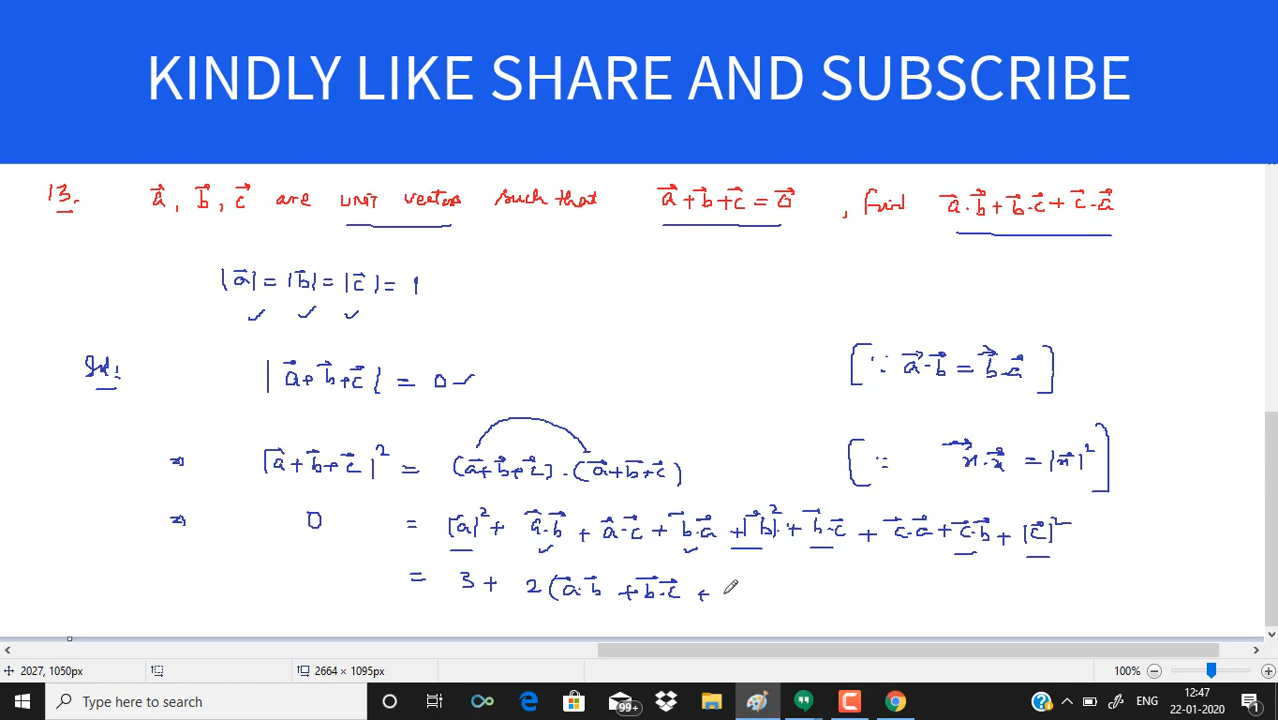 KINDLY LIKE SHARE AND SUBSCRIBE
13. a⃗, b⃗, c⃗ are unit vectors such that a⃗+b⃗+c⃗ = 0⃗, find a⃗·b⃗ + b⃗·c⃗ + c⃗·a⃗
|a⃗| = |b⃗| = |c⃗| = 1
✓ ✓ ✓
Sol: |a⃗+b⃗+c⃗| = 0 ✓ [∵ a⃗·b⃗ = b⃗·a⃗]
⇒ |a⃗+b⃗+c⃗|² = (a⃗+b⃗+c⃗)·(a⃗+b⃗+c⃗) [∵ x⃗·x⃗ = |x⃗|²]
⇒ 0 = |a⃗|² + a⃗·b⃗ + a⃗·c⃗ + b⃗·a⃗ + |b⃗|² + b⃗·c⃗ + c⃗·a⃗ + c⃗·b⃗ + |c⃗|²
= 3 + 2(a⃗·b⃗ + b⃗·c⃗ +
2027, 1050px 2664 × 1095px 100%
Type here to search 99+ ENG 12:47
22-01-2020 1